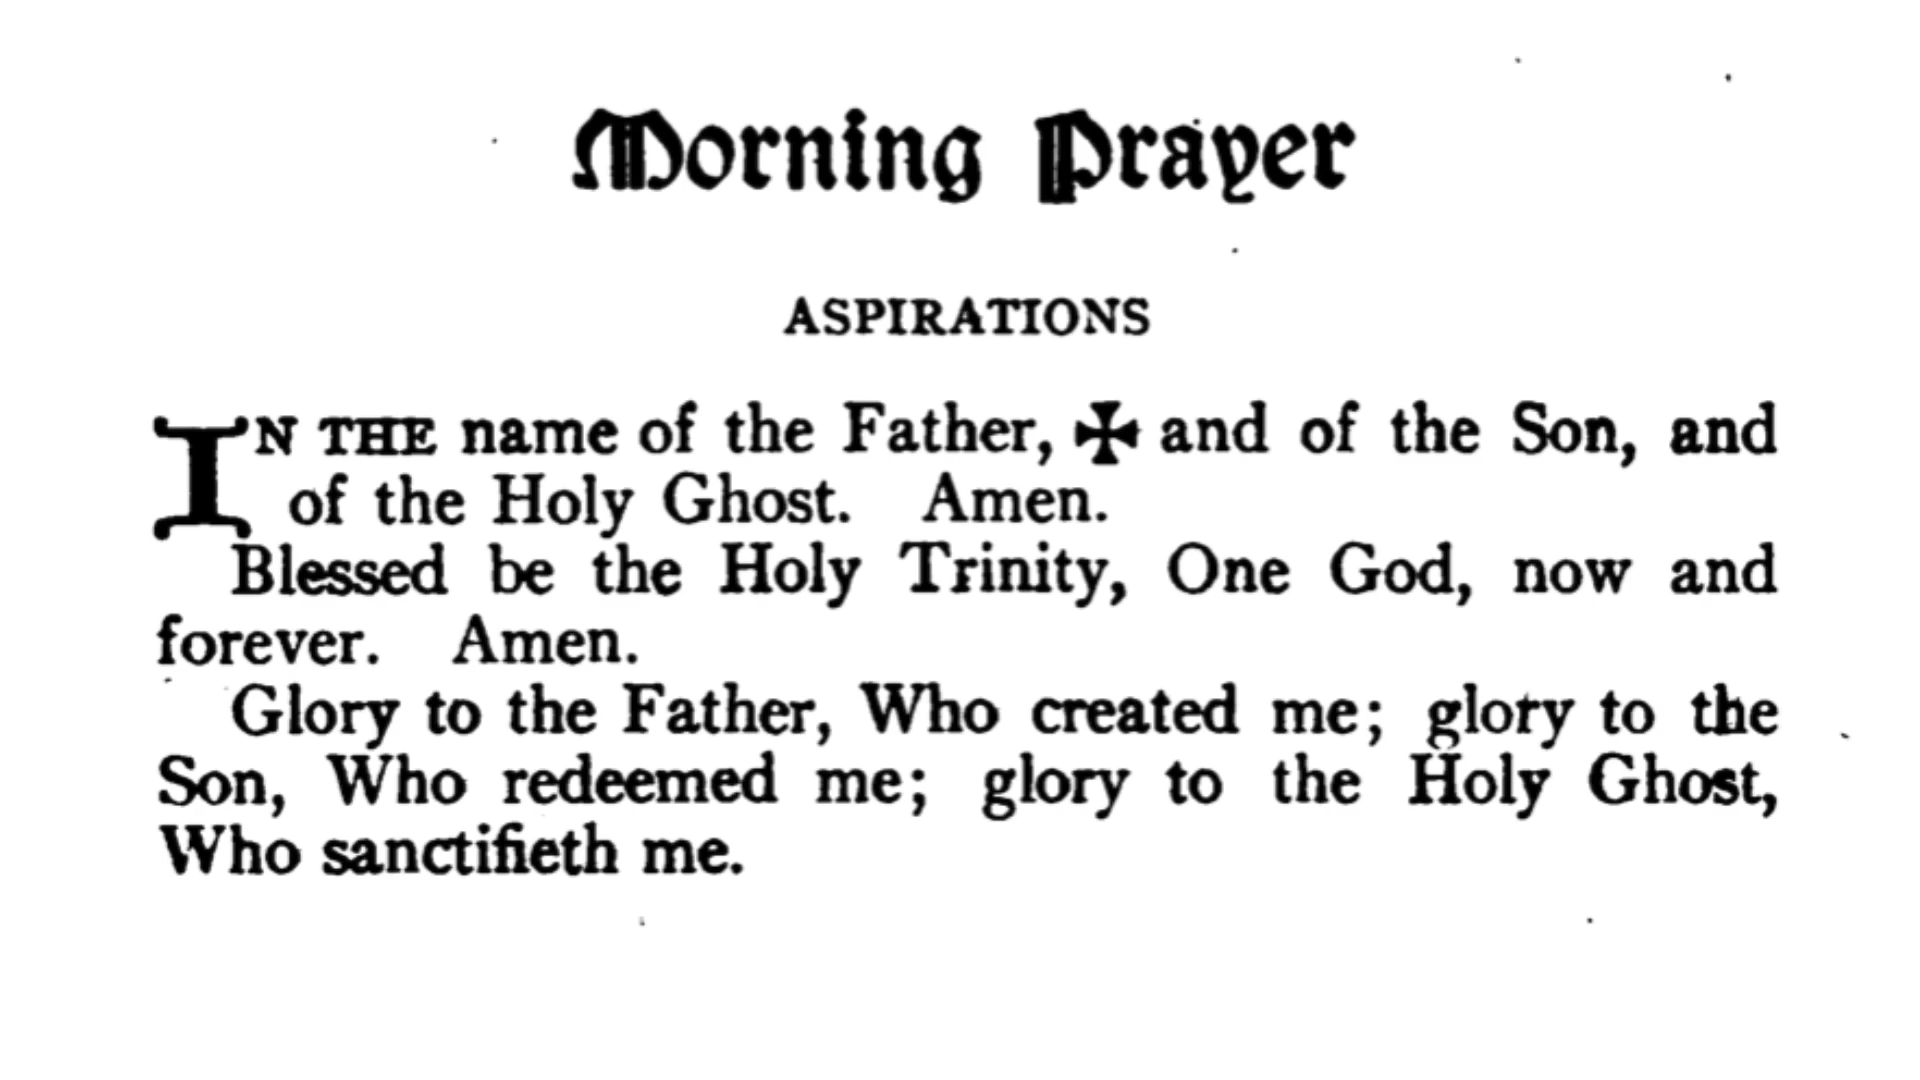 Morning Prayer
ASPIRATIONS
IN THE name of the Father, ✠ and of the Son, and
of the Holy Ghost. Amen.
Blessed be the Holy Trinity, One God, now and
forever. Amen.
Glory to the Father, Who created me; glory to the
Son, Who redeemed me; glory to the Holy Ghost,
Who sanctifieth me.